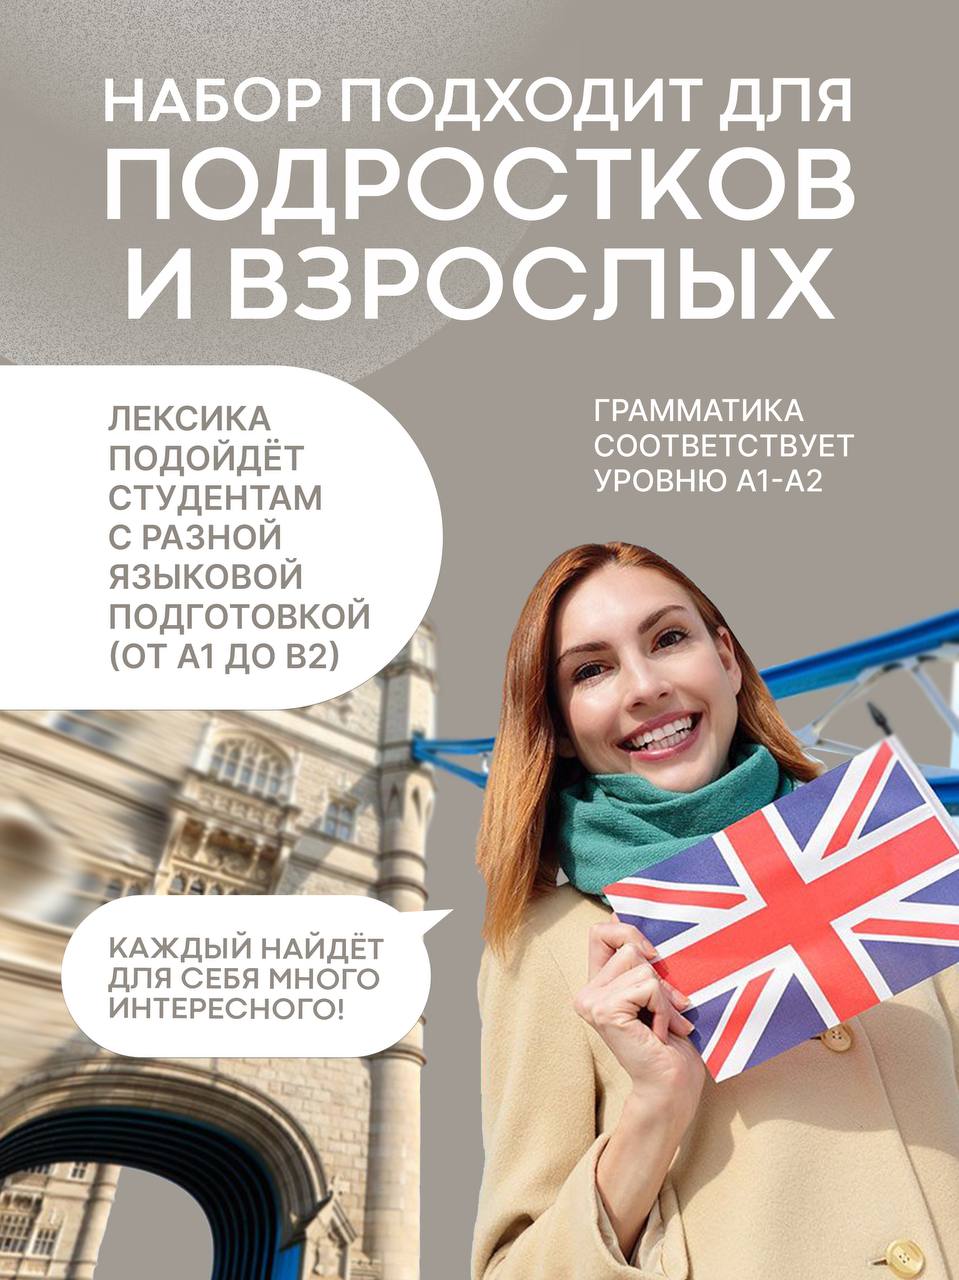 НАБОР ПОДХОДИТ ДЛЯ
ПОДРОСТКОВ
И ВЗРОСЛЫХ
ЛЕКСИКА
ПОДОЙДЁТ
СТУДЕНТАМ
С РАЗНОЙ
ЯЗЫКОВОЙ
ПОДГОТОВКОЙ
(ОТ А1 ДО В2)
ГРАММАТИКА
СООТВЕТСТВУЕТ
УРОВНЮ А1-А2
КАЖДЫЙ НАЙДЁТ
ДЛЯ СЕБЯ МНОГО
ИНТЕРЕСНОГО!